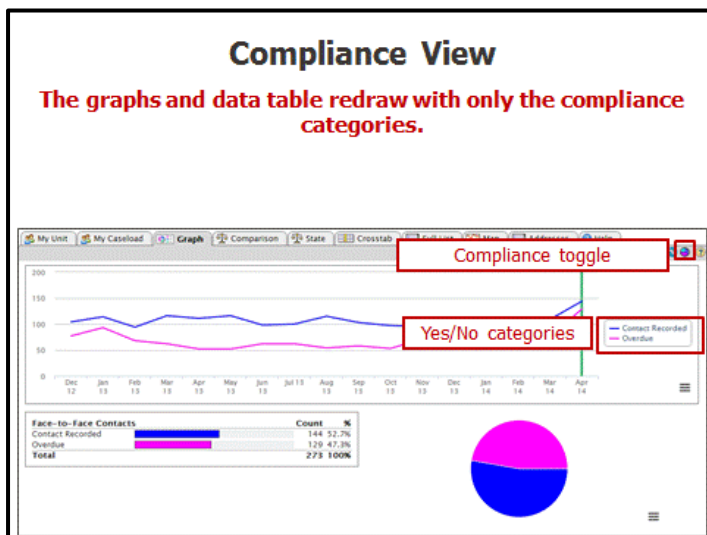 Compliance View
The graphs and data table redraw with only the compliance
categories.
My Unit My Caseload Graph Comparison State Crosstab
Compliance toggle
200
150
100
50
0
Yes/No categories
Contact Recorded
Overdue
Dec 12 Jan 13 Feb 13 Mar 13 Apr 13 May 13 Jun 13 Jul 13 Aug 13 Sep 13 Oct 13 Nov 13 Dec 13 Jan 14 Feb 14 Mar 14 Apr 14
Face-to-Face Contacts Count %
Contact Recorded 144 52.7%
Overdue 129 47.3%
Total 273 100%